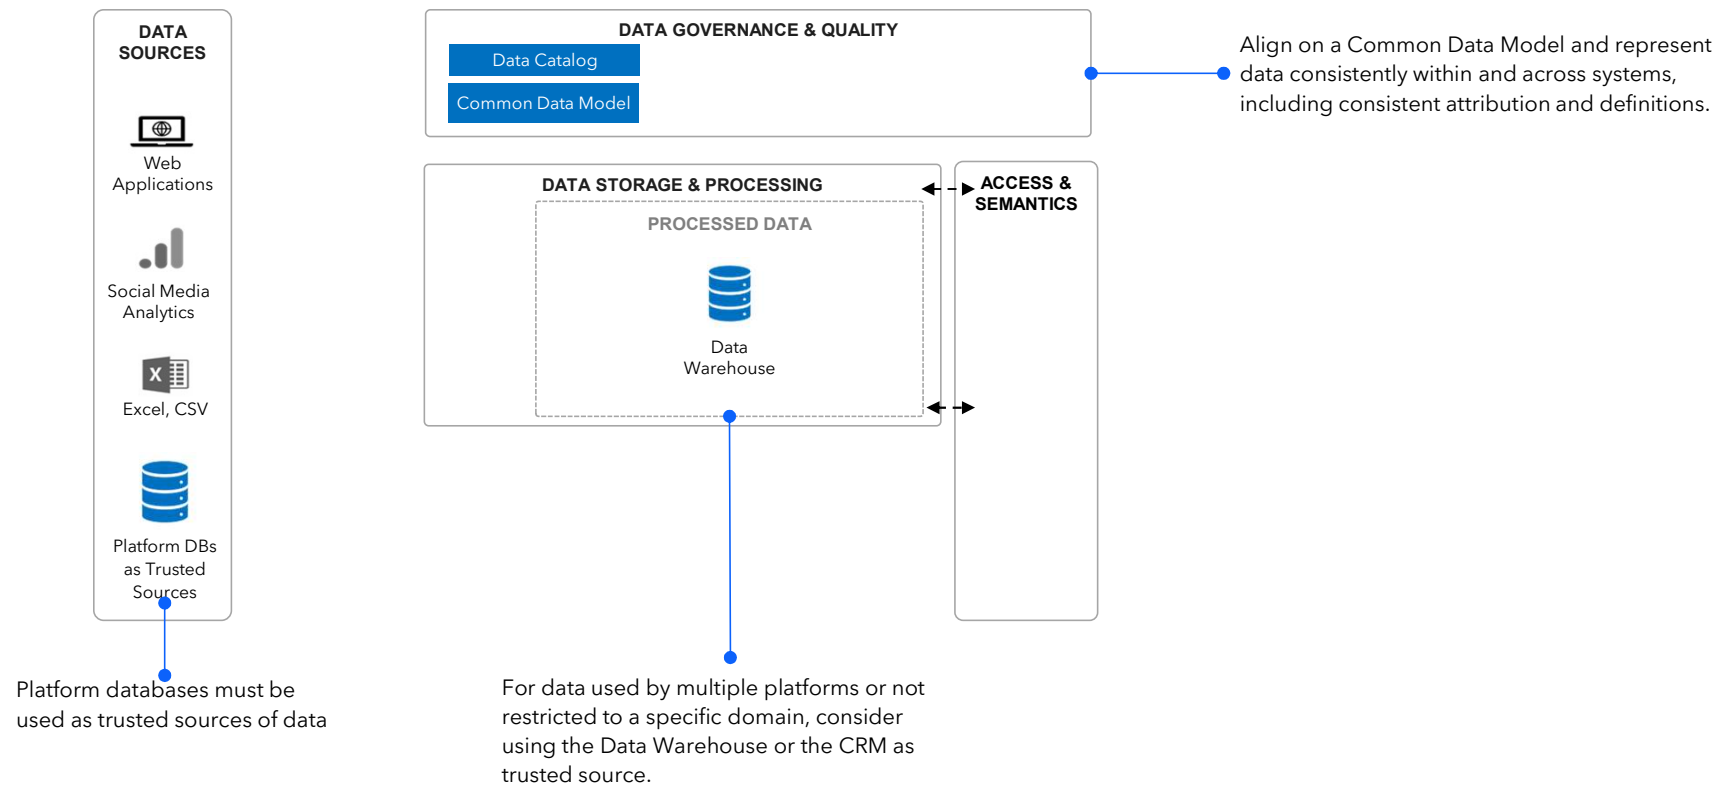 DATA
SOURCES
Web
Applications
Social Media
Analytics
X
Excel, CSV
Platform DBs
as Trusted
Sources
Platform databases must be
used as trusted sources of data
DATA GOVERNANCE & QUALITY
Data Catalog
Common Data Model
Align on a Common Data Model and represent
data consistently within and across systems,
including consistent attribution and definitions.
DATA STORAGE & PROCESSING
PROCESSED DATA
Data
Warehouse
ACCESS &
SEMANTICS
For data used by multiple platforms or not
restricted to a specific domain, consider
using the Data Warehouse or the CRM as
trusted source.